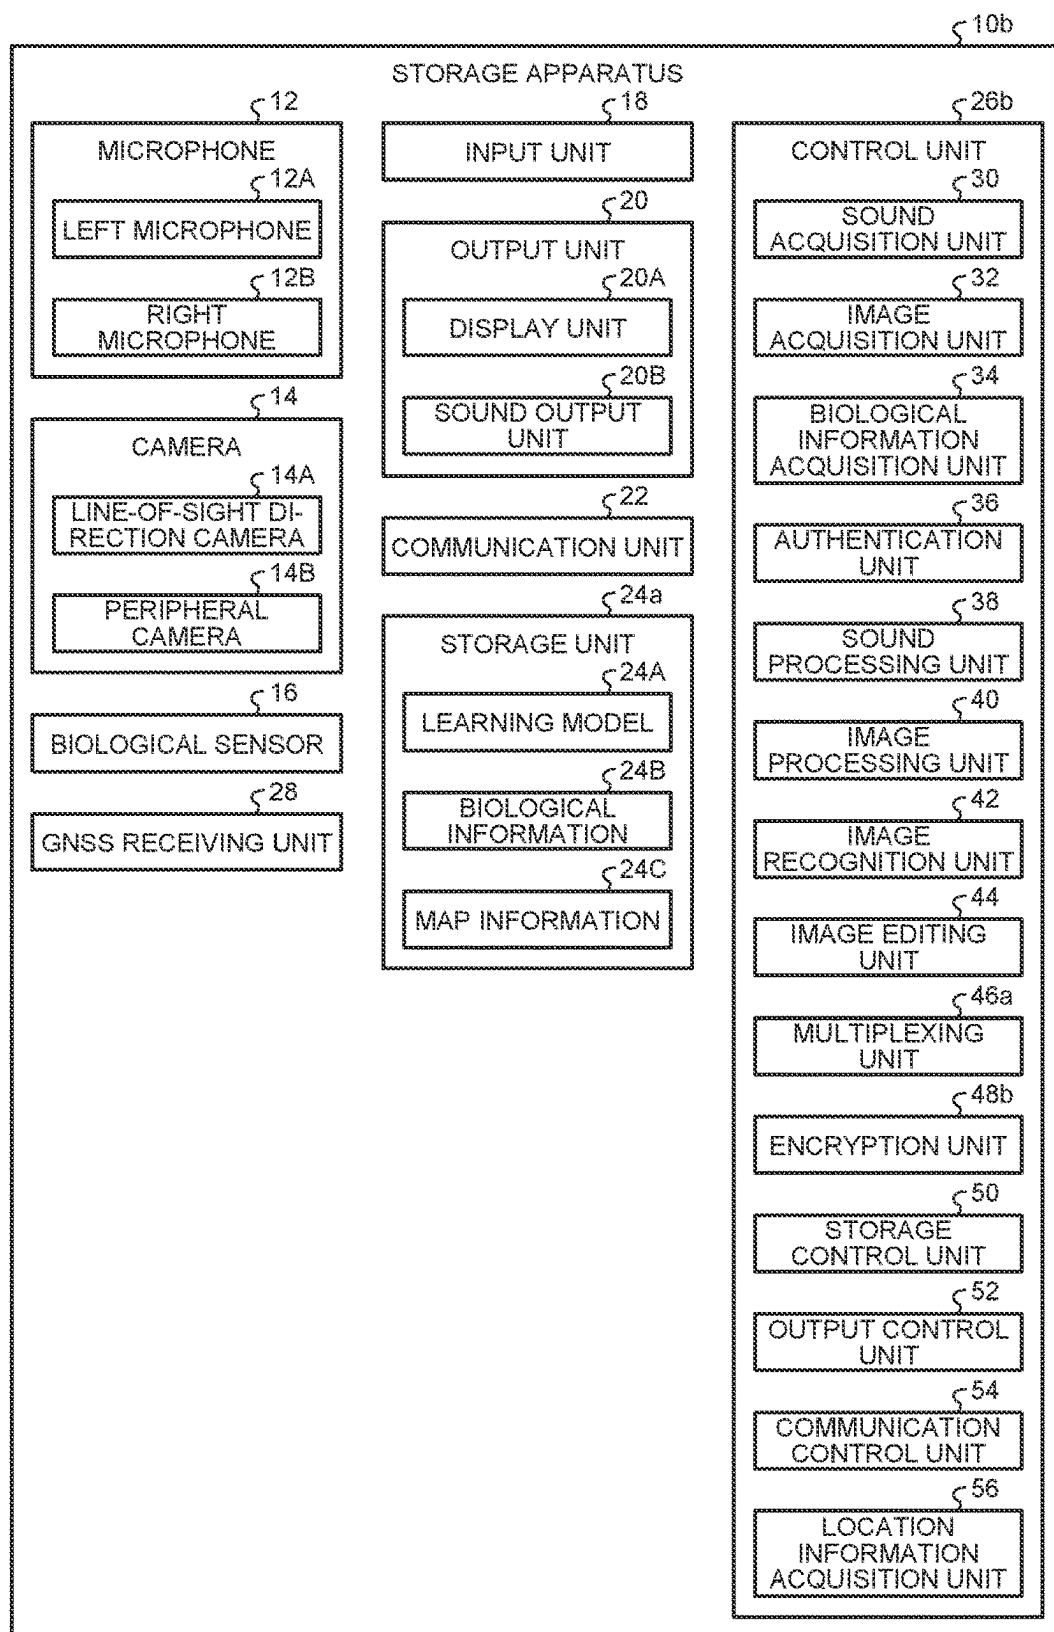 10b
STORAGE APPARATUS
12
MICROPHONE
12A
LEFT MICROPHONE
12B
RIGHT
MICROPHONE
14
CAMERA
14A
LINE-OF-SIGHT DI-
RECTION CAMERA
14B
PERIPHERAL
CAMERA
16
BIOLOGICAL SENSOR
28
GNSS RECEIVING UNIT
18
INPUT UNIT
20
OUTPUT UNIT
20A
DISPLAY UNIT
20B
SOUND OUTPUT
UNIT
22
COMMUNICATION UNIT
24a
STORAGE UNIT
24A
LEARNING MODEL
24B
BIOLOGICAL
INFORMATION
24C
MAP INFORMATION
26b
CONTROL UNIT
30
SOUND
ACQUISITION UNIT
32
IMAGE
ACQUISITION UNIT
34
BIOLOGICAL
INFORMATION
ACQUISITION UNIT
36
AUTHENTICATION
UNIT
38
SOUND
PROCESSING UNIT
40
IMAGE
PROCESSING UNIT
42
IMAGE
RECOGNITION UNIT
44
IMAGE EDITING
UNIT
46a
MULTIPLEXING
UNIT
48b
ENCRYPTION UNIT
50
STORAGE
CONTROL UNIT
52
OUTPUT CONTROL
UNIT
54
COMMUNICATION
CONTROL UNIT
56
LOCATION
INFORMATION
ACQUISITION UNIT